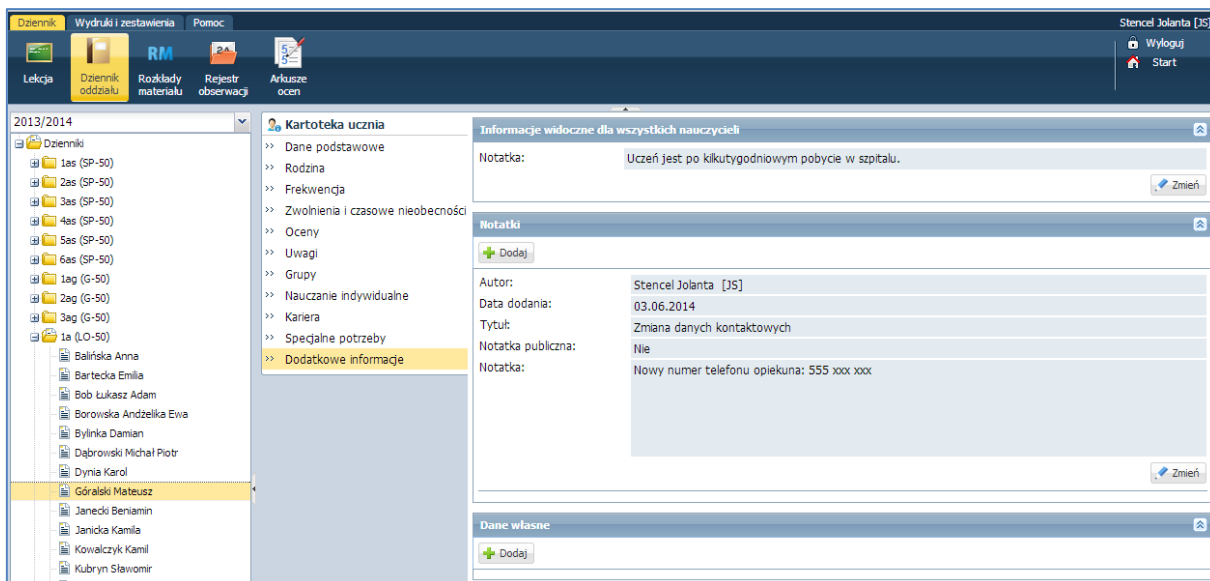 Dziennik Wydruki i zestawienia Pomoc Stencel Jolanta [JS]
Wyloguj
Start
RM
Lekcja Dziennik oddziału Rozkłady materiału Rejestr obserwacji Arkusze ocen
2013/2014
Dzienniki
1as (SP-50)
2as (SP-50)
3as (SP-50)
4as (SP-50)
5as (SP-50)
6as (SP-50)
1ag (G-50)
2ag (G-50)
3ag (G-50)
1a (LO-50)
Balińska Anna
Bartecka Emilia
Bob Łukasz Adam
Borowska Andżelika Ewa
Bylinka Damian
Dąbrowski Michał Piotr
Dynia Karol
Góralski Mateusz
Janecki Beniamin
Janicka Kamila
Kowalczyk Kamil
Kubryn Sławomir
Kartoteka ucznia
Dane podstawowe
Rodzina
Frekwencja
Zwolnienia i czasowe nieobecności
Oceny
Uwagi
Grupy
Nauczanie indywidualne
Kariera
Specjalne potrzeby
Dodatkowe informacje
Informacje widoczne dla wszystkich nauczycieli
Notatka: Uczeń jest po kilkutygodniowym pobycie w szpitalu.
Zmień
Notatki
Dodaj
Autor: Stencel Jolanta [JS]
Data dodania: 03.06.2014
Tytuł: Zmiana danych kontaktowych
Notatka publiczna: Nie
Notatka: Nowy numer telefonu opiekuna: 555 xxx xxx
Zmień
Dane własne
Dodaj